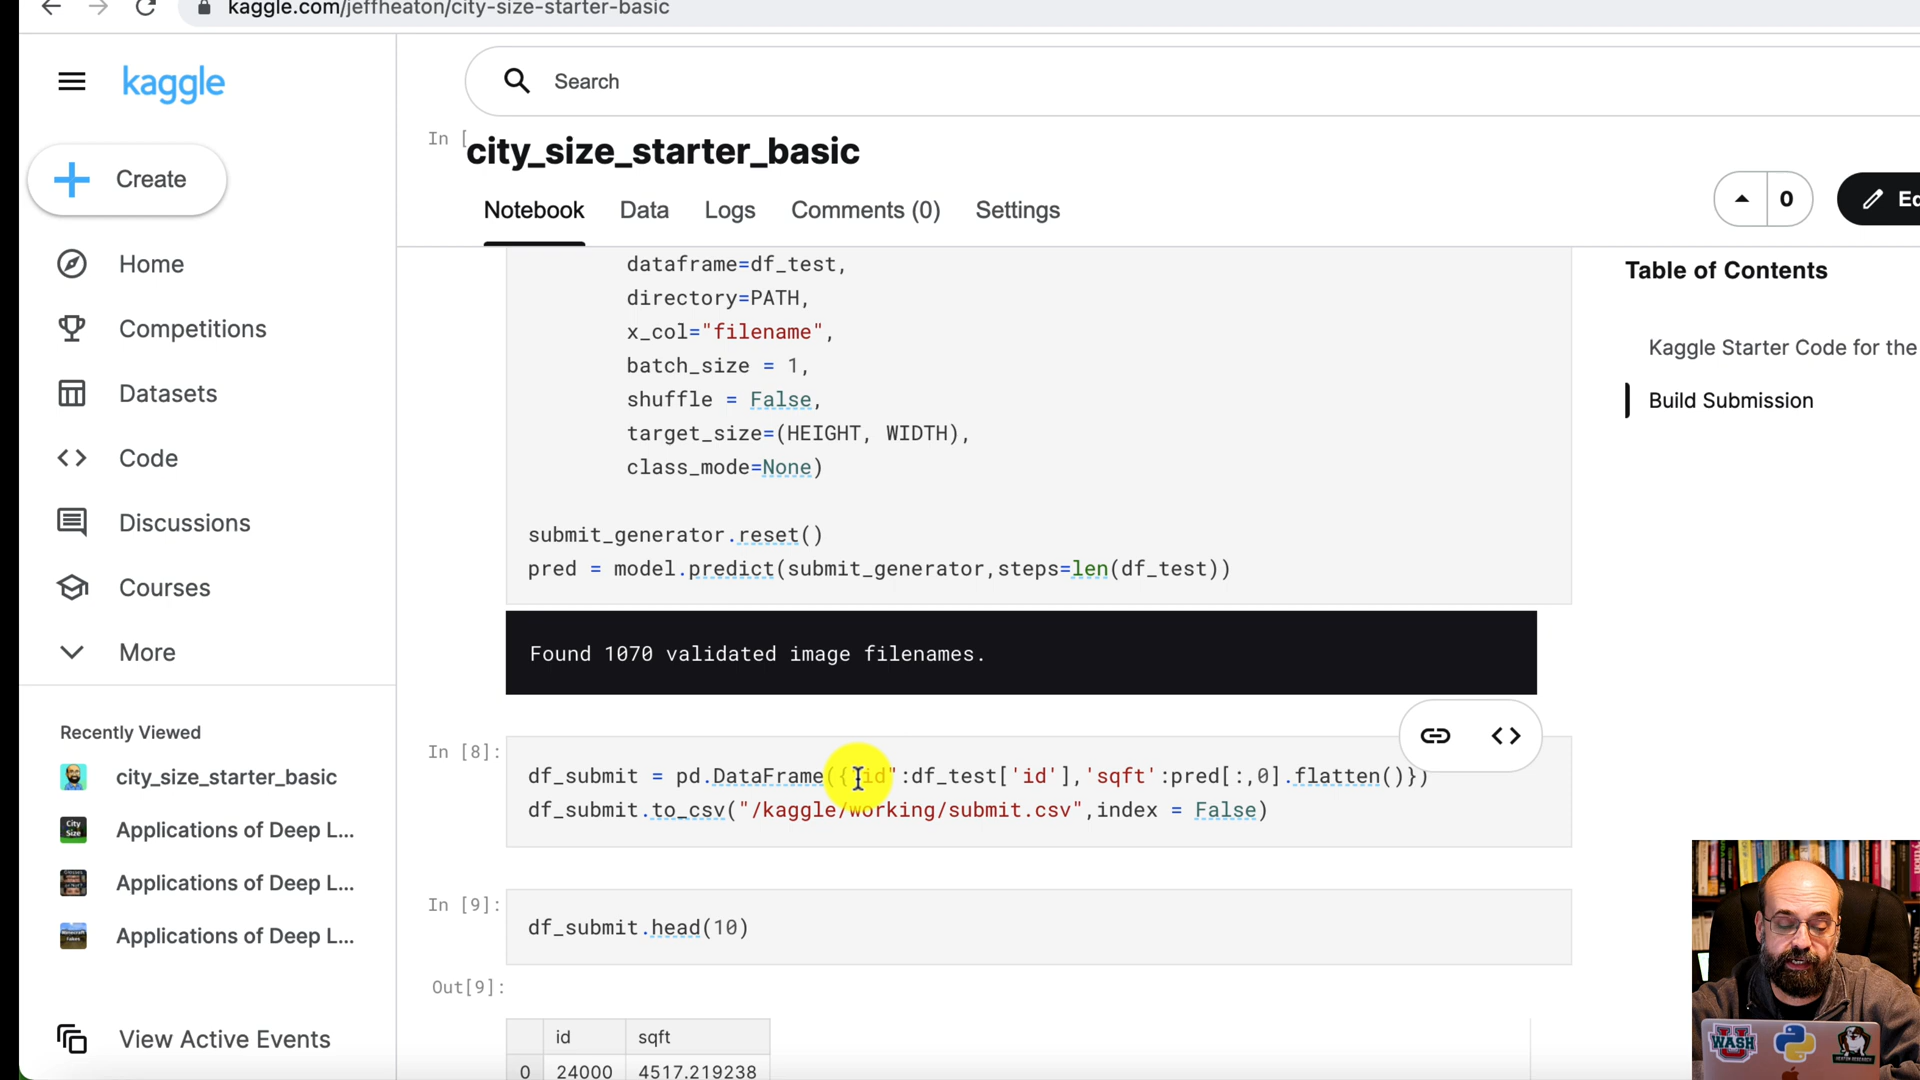 kaggle.com/jeffheaton/city-size-starter-basic
kaggle
Search
In [
city_size_starter_basic
Create
Notebook
Data
Logs
Comments (0)
Settings
0
Home
Competitions
Datasets
Code
Discussions
Courses
More
Recently Viewed
city_size_starter_basic
City Size
Applications of Deep L...
Applications of Deep L...
Applications of Deep L...
View Active Events
dataframe=df_test,
directory=PATH,
x_col="filename",
batch_size = 1,
shuffle = False,
target_size=(HEIGHT, WIDTH),
class_mode=None)
submit_generator.reset()
pred = model.predict(submit_generator,steps=len(df_test))
Found 1070 validated image filenames.
In [8]:
df_submit = pd.DataFrame({"id":df_test['id'],'sqft':pred[:,0].flatten()})
df_submit.to_csv("/kaggle/working/submit.csv",index = False)
In [9]:
df_submit.head(10)
Out[9]:
id sqft
0 24000 4517.219238
Table of Contents
Kaggle Starter Code for the
Build Submission
WASH